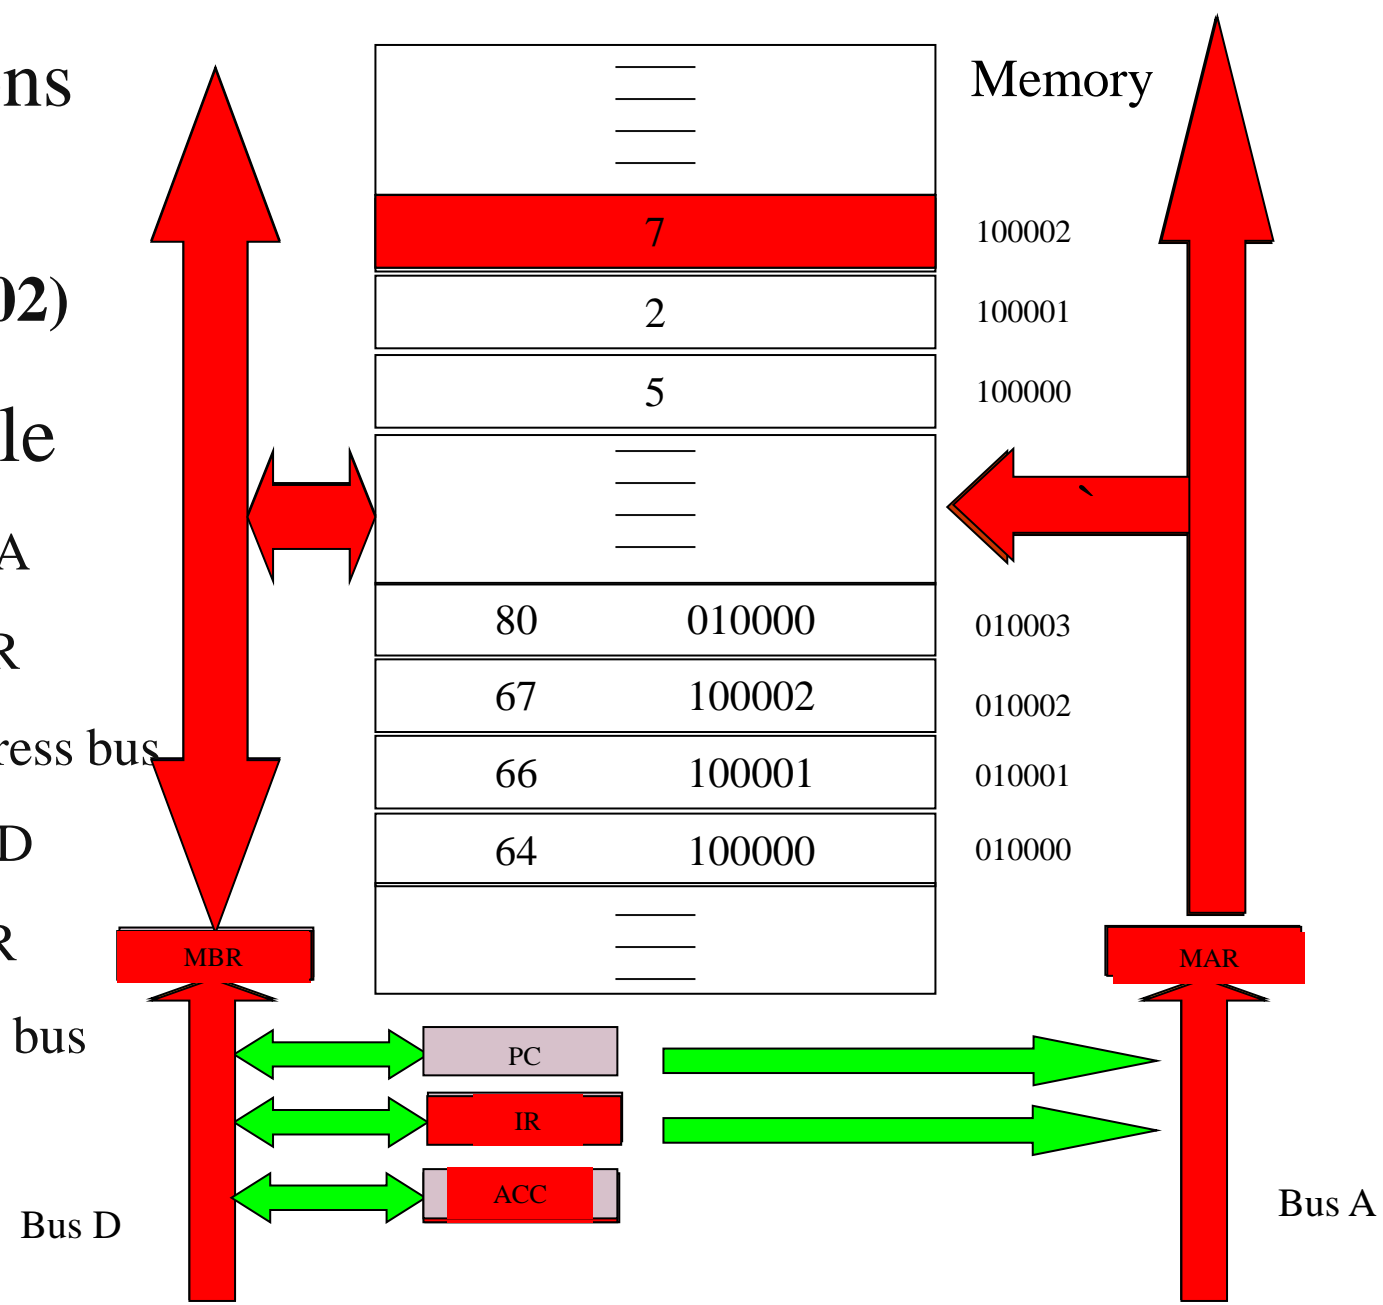 ns
Memory
7 100002
02)
2 100001
5 100000
le
`
A
80 010000 010003
R
67 100002 010002
ress bus
66 100001 010001
D
64 100000 010000
R
MBR
MAR
bus
PC
IR
ACC
Bus D
Bus A